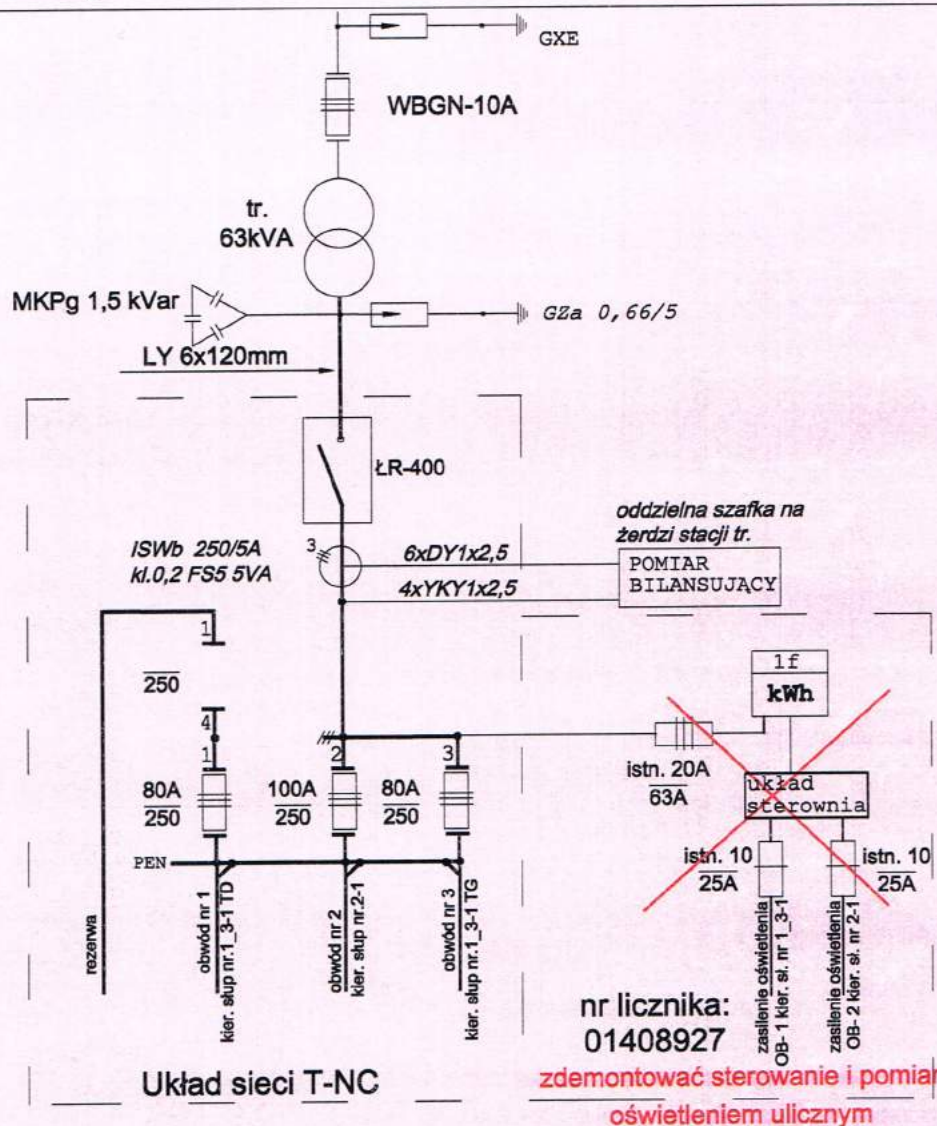 GXE
WBGN-10A
tr.
63kVA
MKPg 1,5 kVar
GZa 0,66/5
LY 6x120mm
ŁR-400
ISWb 250/5A
kl.0,2 FS5 5VA
3
6xDY1x2,5
4xYKY1x2,5
oddzielna szafka na
żerdzi stacji tr.
POMIAR
BILANSUJĄCY
1
250
4
1
2
3
80A
250
100A
250
80A
250
PEN
rezerwa
obwód nr 1
kier. słup nr.1_3-1 TD
obwód nr 2
kier. słup nr.2-1
obwód nr 3
kier. słup nr.1_3-1 TG
1f
kWh
istn. 20A
63A
układ
sterownia
istn. 10
25A
istn. 10
25A
zasilenie oświetlenia
OB- 1 kier. sł. nr 1_3-1
zasilenie oświetlenia
OB- 2 kier. sł. nr 2-1
nr licznika:
01408927
Układ sieci T-NC
zdemontować sterowanie i pomiar
oświetleniem ulicznym